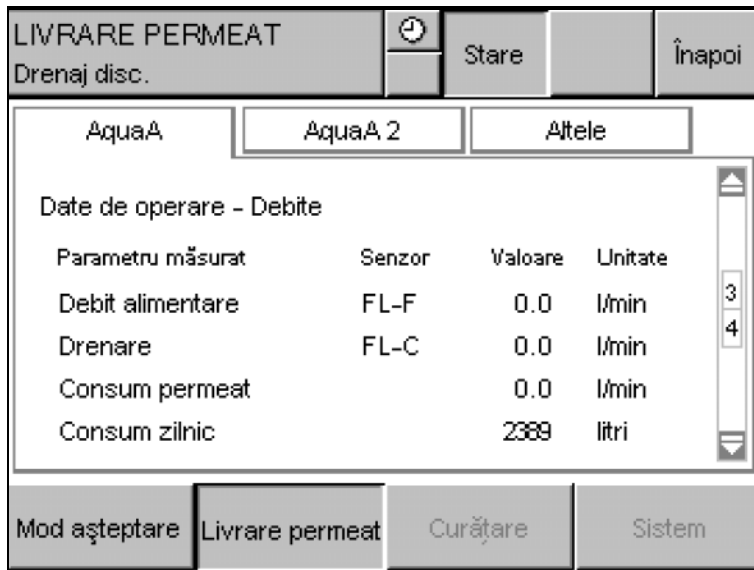 LIVRARE PERMEAT
Drenaj disc.
Stare
Înapoi
AquaA
AquaA 2
Altele
Date de operare - Debite
Parametru măsurat Senzor Valoare Unitate
Debit alimentare FL-F 0.0 l/min
Drenare FL-C 0.0 l/min
Consum permeat 0.0 l/min
Consum zilnic 2389 litri
3
4
Mod aşteptare
Livrare permeat
Curăţare
Sistem